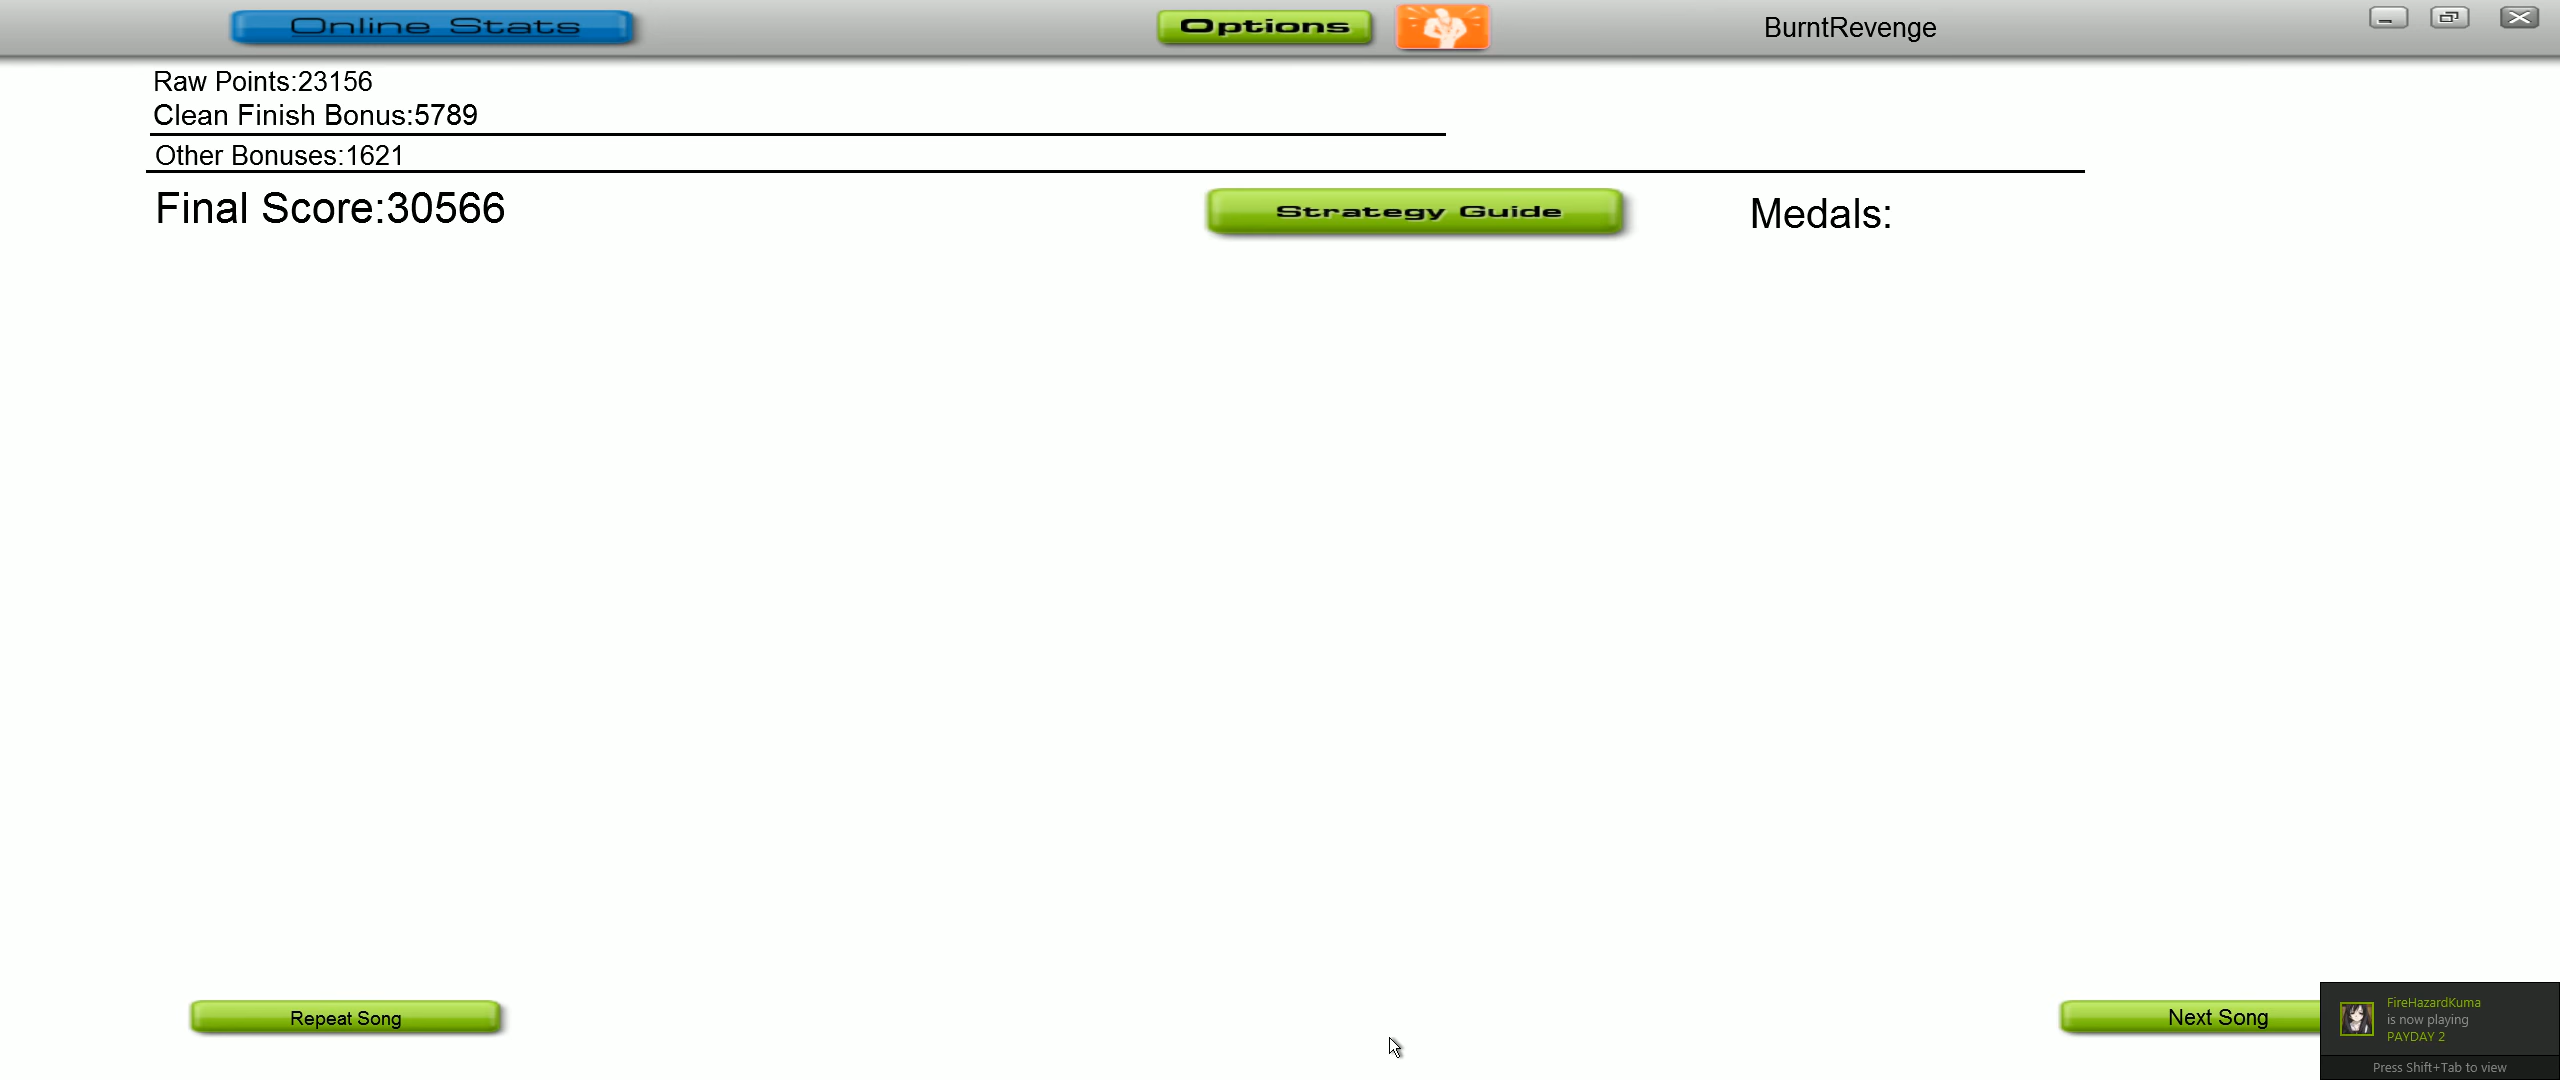 Online Stats
Options
BurntRevenge
Raw Points:23156
Clean Finish Bonus:5789
Other Bonuses:1621
Final Score:30566
Strategy Guide
Medals:
Repeat Song
Next Song
FireHazardKuma
is now playing
PAYDAY 2
Press Shift+Tab to view